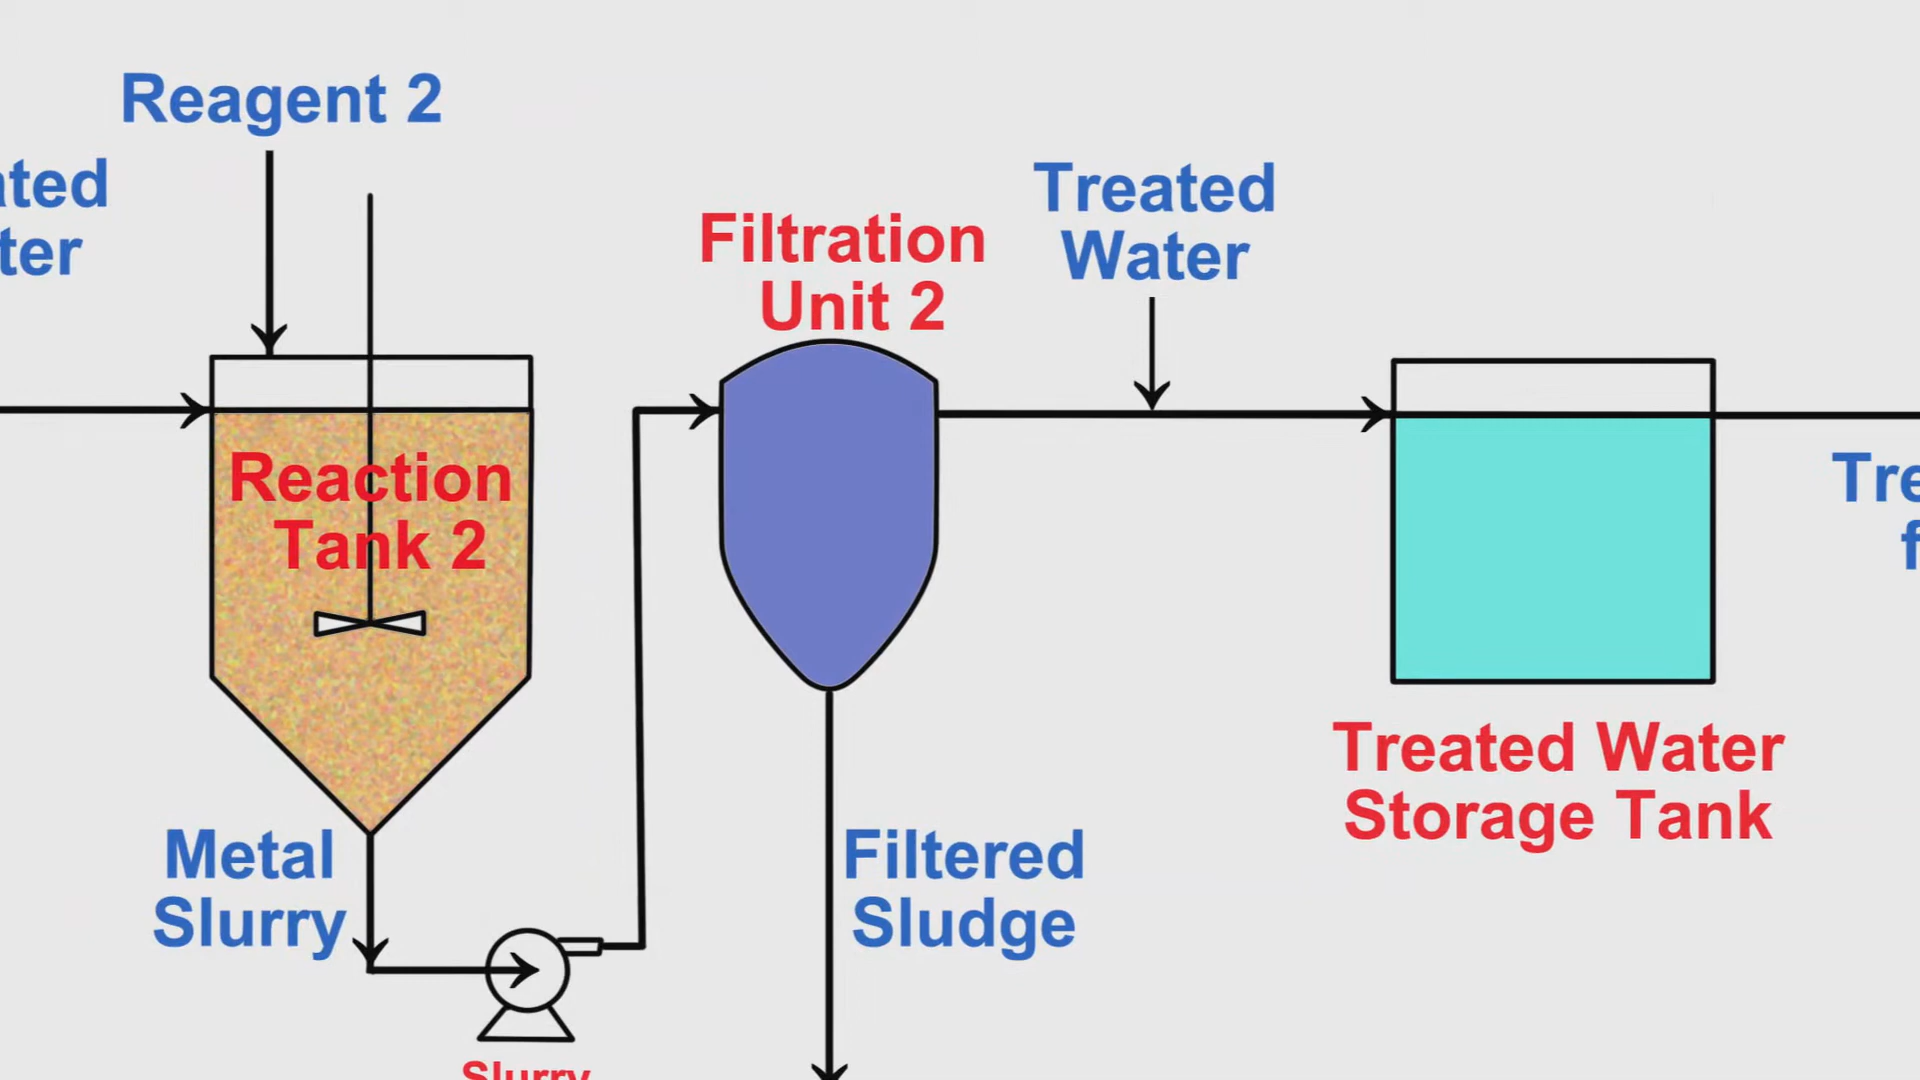 Reagent 2
ated
ter
Filtration
Unit 2
Treated
Water
Reaction
Tank 2
Tre
f
Treated Water
Storage Tank
Metal
Slurry
Filtered
Sludge
Slurry